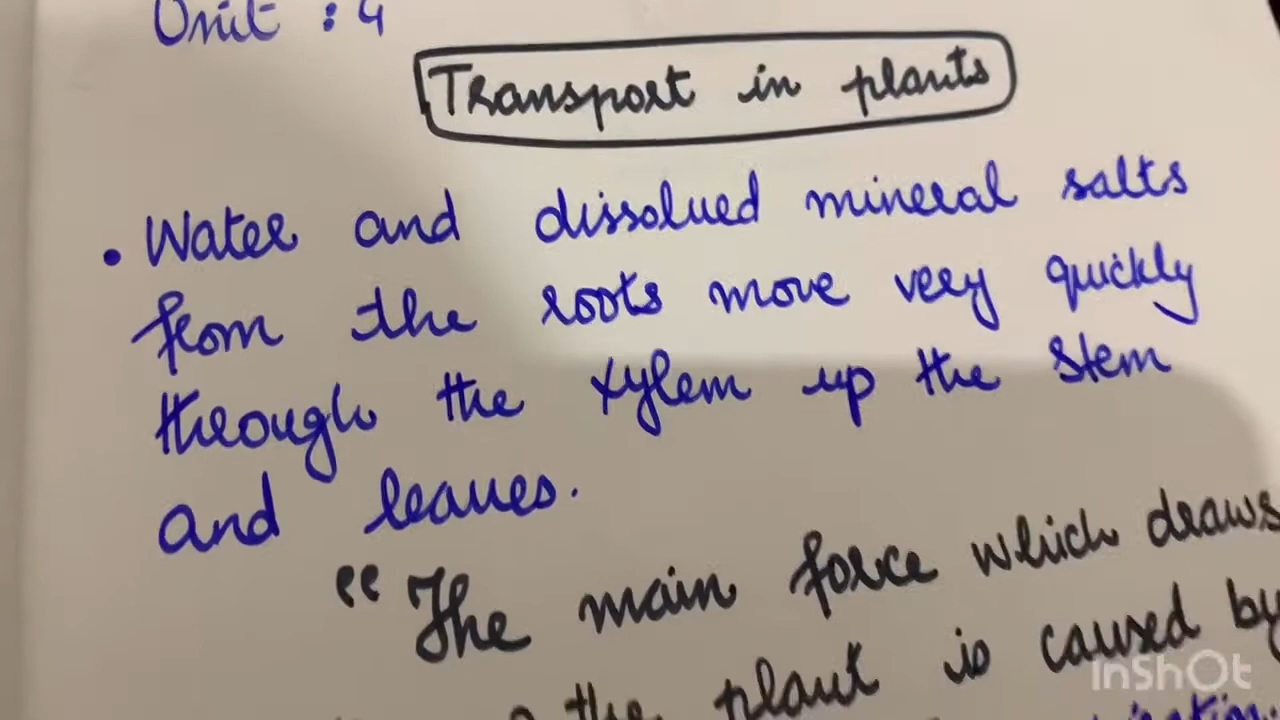 Unit : 4
Transport in plants
• Water and dissolved mineral salts
from the roots move very quickly
through the xylem up the stem
and leaves.
"The main force which draws
the plant is caused by
InShOt